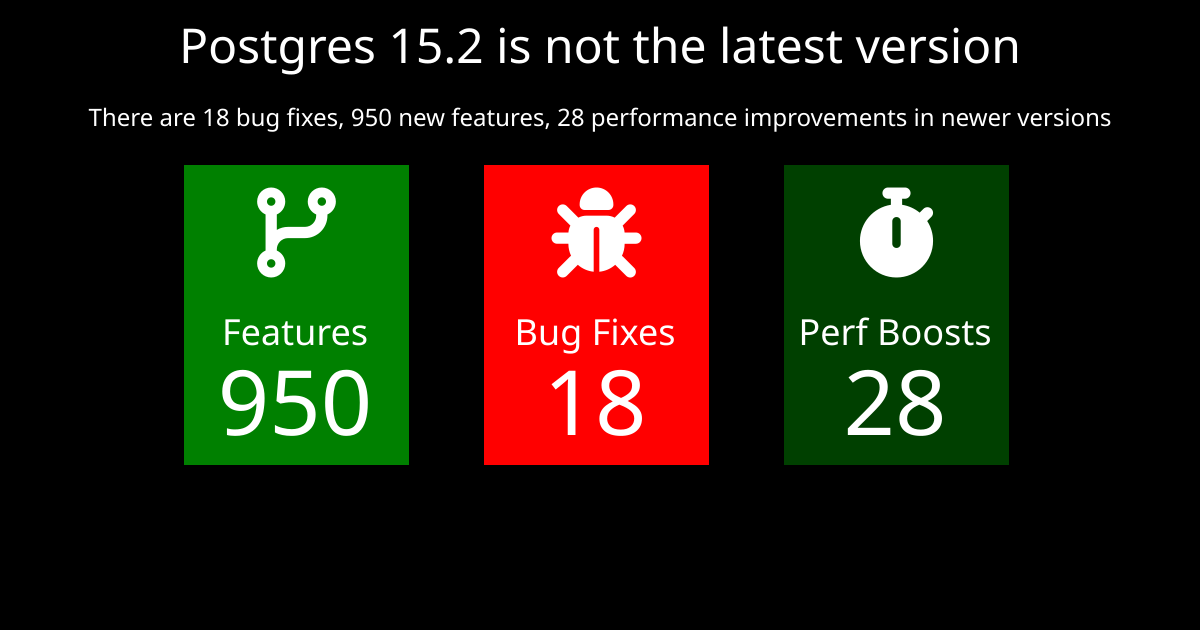 Postgres 15.2 is not the latest version
There are 18 bug fixes, 950 new features, 28 performance improvements in newer versions
Features
950
Bug Fixes
18
Perf Boosts
28